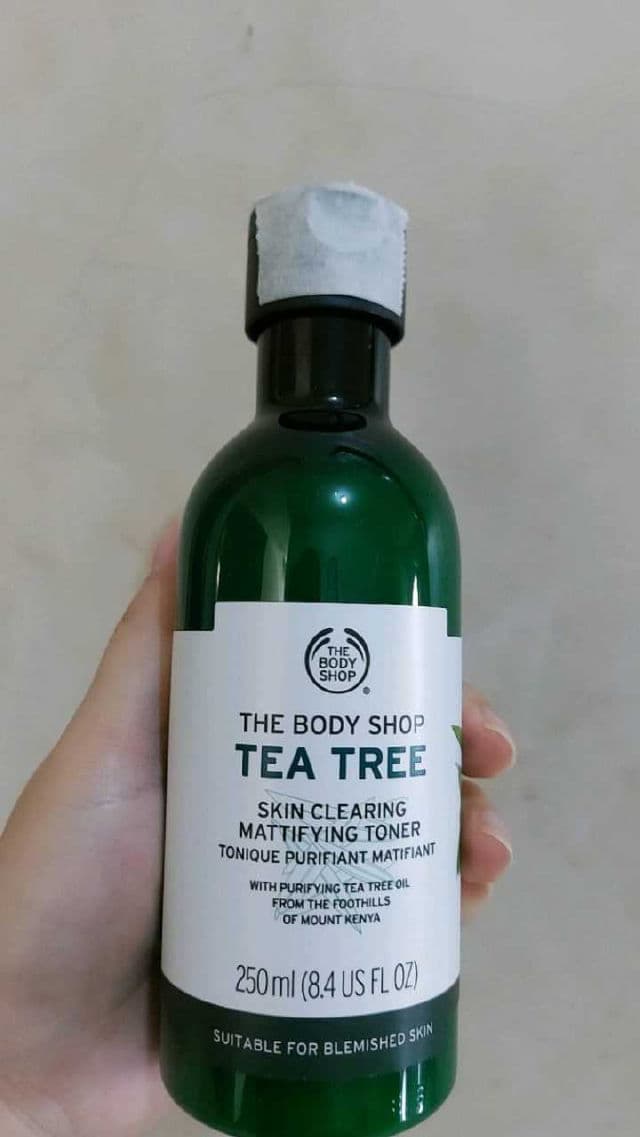 THE
BODY
SHOP
®
THE BODY SHOP
TEA TREE
SKIN CLEARING
MATTIFYING TONER
TONIQUE PURIFIANT MATIFIANT
WITH PURIFYING TEA TREE OIL
FROM THE FOOTHILLS
OF MOUNT KENYA
250ml (8.4 US FL OZ)
SUITABLE FOR BLEMISHED SKIN